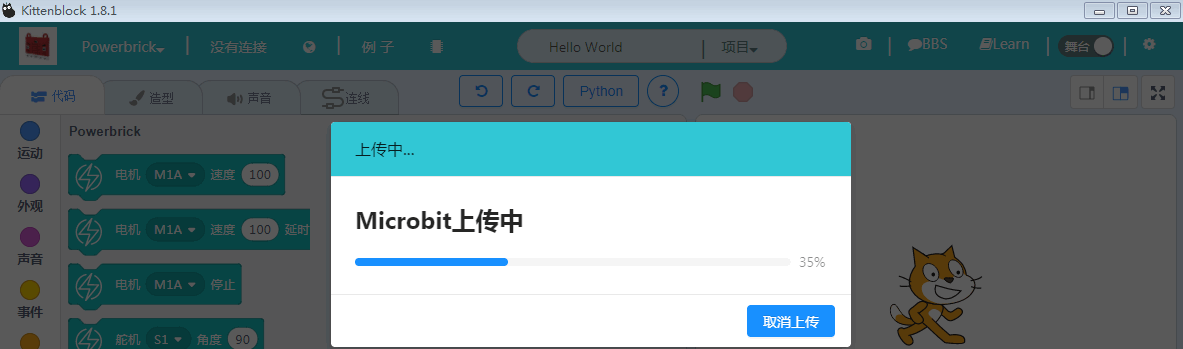 Kittenblock 1.8.1
Powerbrick 没有连接 例子 Hello World 项目 BBS Learn 舞台
代码 造型 声音 连线 Python ?
Powerbrick
运动
外观
声音
事件
电机 M1A 速度 100
电机 M1A 速度 100 延时
电机 M1A 停止
舵机 S1 角度 90
上传中...
Microbit上传中
35%
取消上传